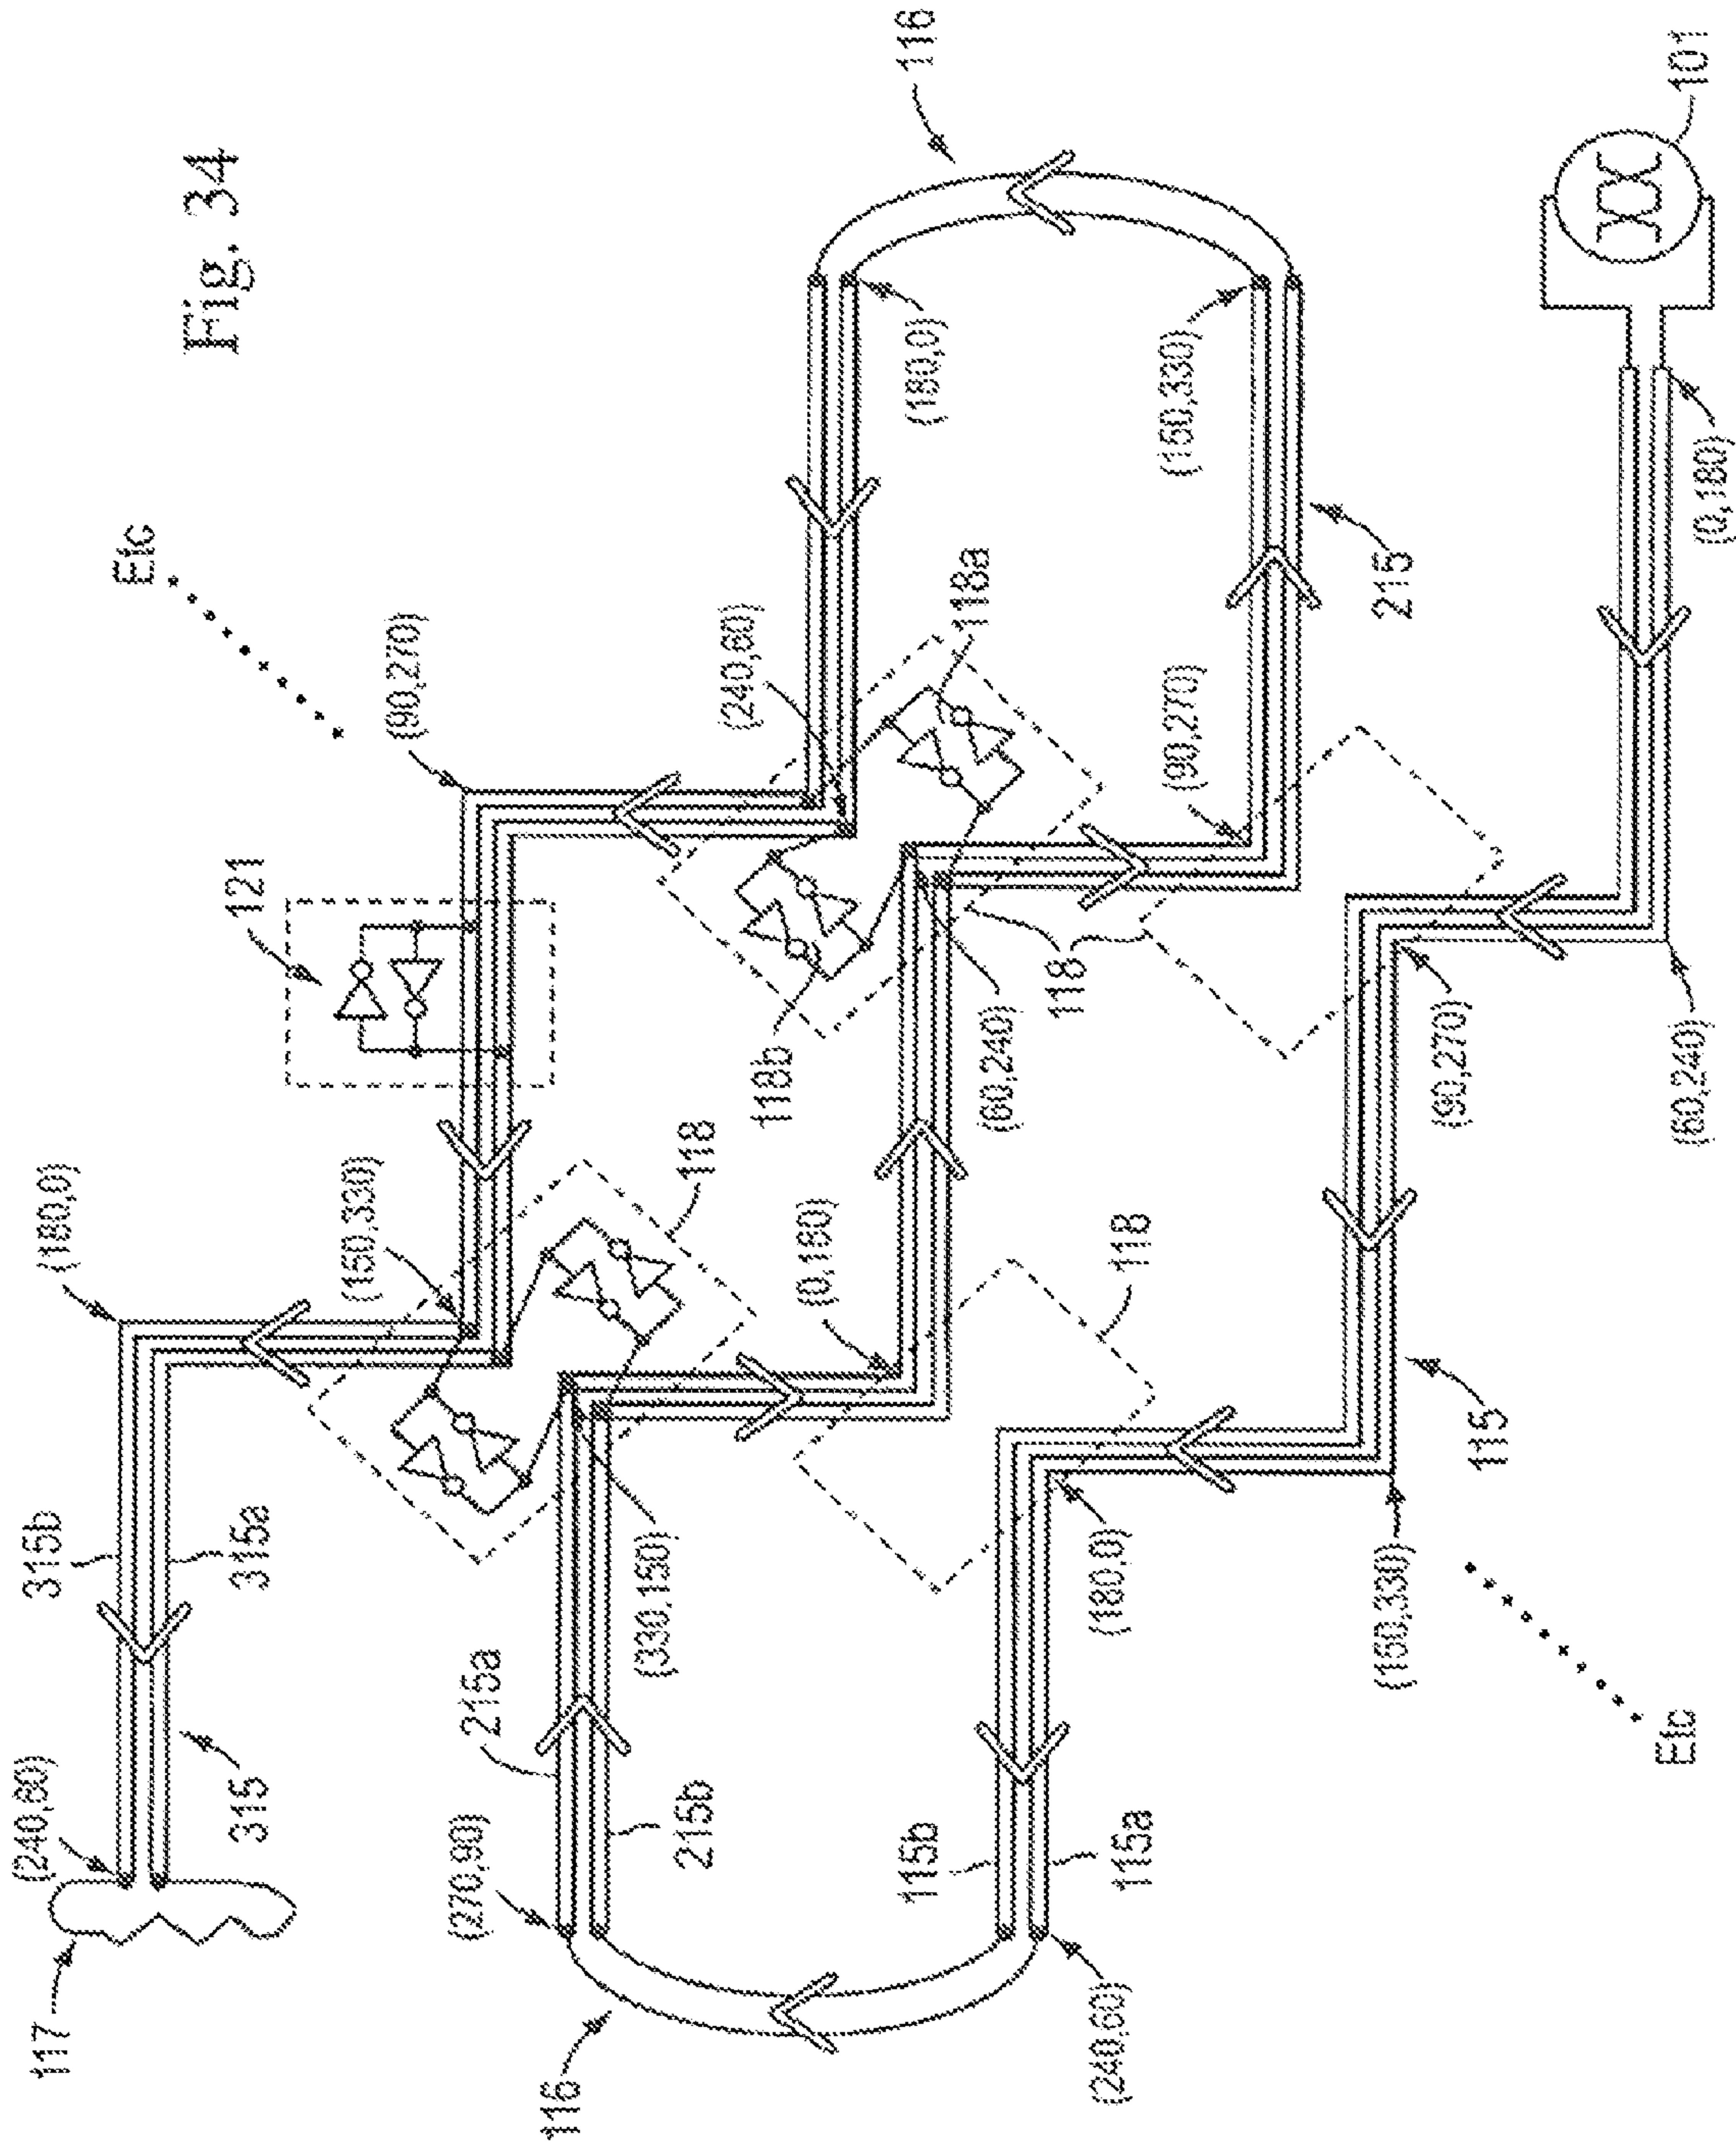 117
(240,60)
315b
(180,0)
Etc
Fig. 34
315
315a
121
(150,330)
(90,270)
(270,90)
215a
116
(330,150)
215b
118
(240,60)
118b
(0,180)
115b
(180,0)
116
118a
(60,240)
118
(240,60)
(180,0)
118
115a
(150,330)
(90,270)
215
(150,330)
(90,270)
115
Etc
(60,240)
(0,180)
101